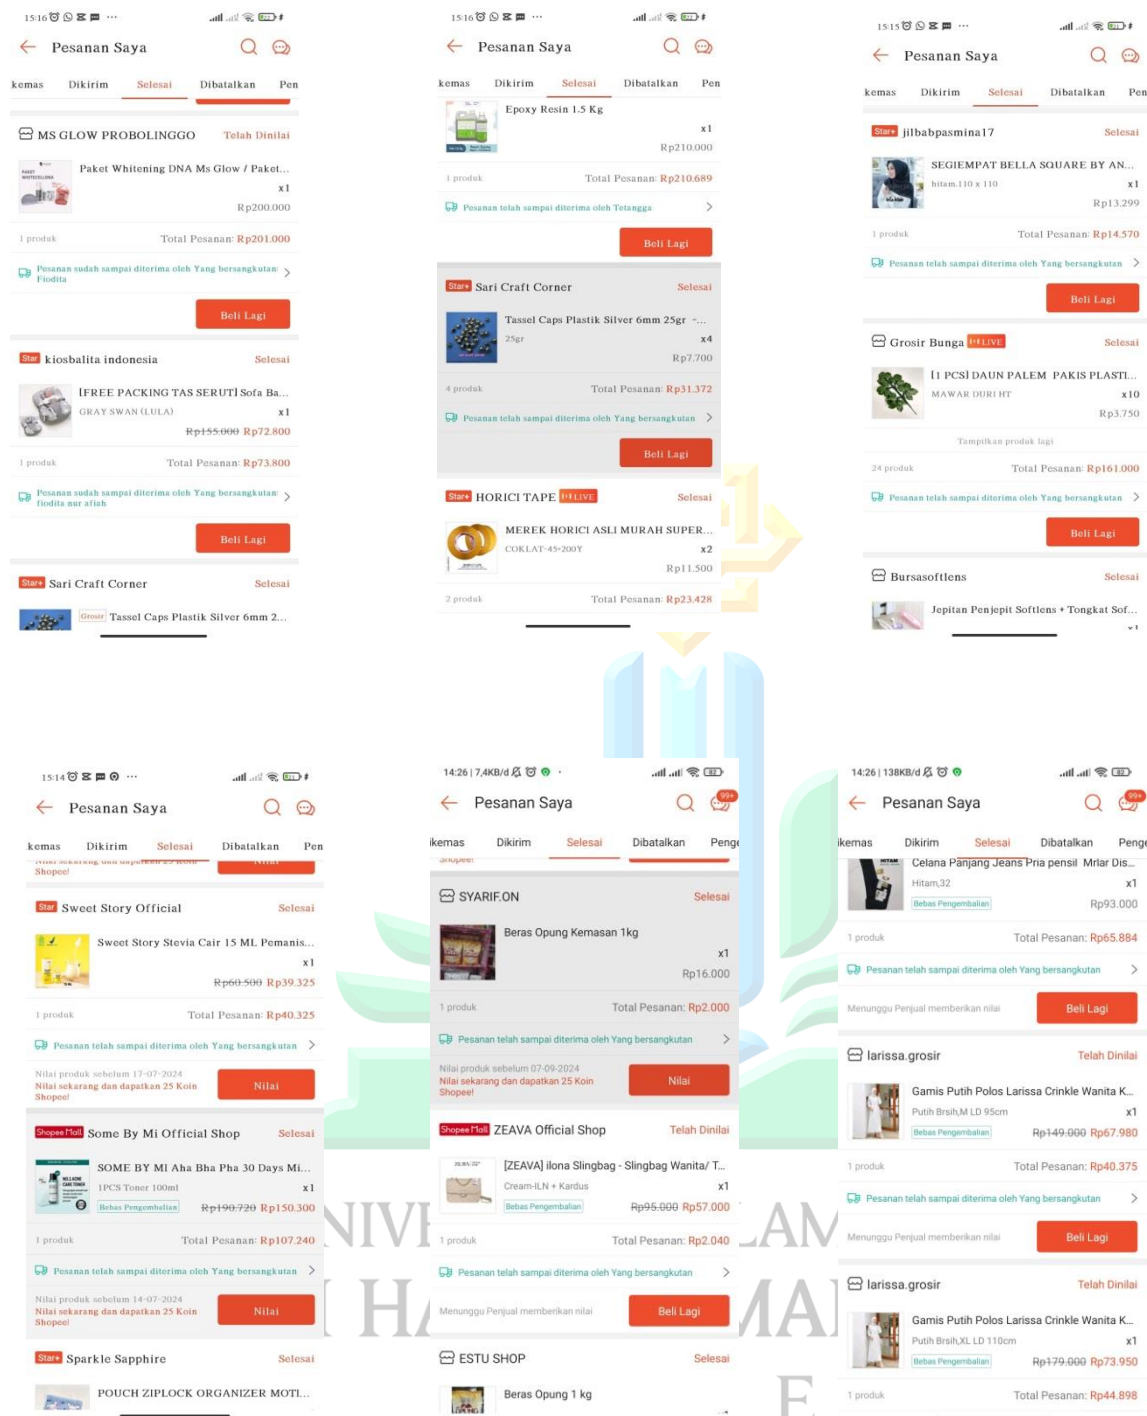 15:16
Pesanan Saya
kemas Dikirim Selesai Dibatalkan Pen
MS GLOW PROBOLINGGO Telah Dinilai
Paket Whitening DNA Ms Glow / Paket...
x1
Rp200.000
1 produk Total Pesanan: Rp201.000
Pesanan sudah sampai diterima oleh Yang bersangkutan:
Fiodita
Beli Lagi
Star kiosbalita indonesia Selesai
[FREE PACKING TAS SERUT] Sofa Ba...
GRAY SWAN (LULA) x1
Rp155.000 Rp72.800
1 produk Total Pesanan: Rp73.800
Pesanan sudah sampai diterima oleh Yang bersangkutan:
fiodita nur afiah
Beli Lagi
Star+ Sari Craft Corner Selesai
Grosir Tassel Caps Plastik Silver 6mm 2...
15:16
Pesanan Saya
kemas Dikirim Selesai Dibatalkan Pen
Epoxy Resin 1.5 Kg
x1
Rp210.000
1 produk Total Pesanan: Rp210.689
Pesanan telah sampai diterima oleh Tetangga
Beli Lagi
Star+ Sari Craft Corner Selesai
Tassel Caps Plastik Silver 6mm 25gr -...
25gr x4
Rp7.700
4 produk Total Pesanan: Rp31.372
Pesanan telah sampai diterima oleh Yang bersangkutan
Beli Lagi
Star+ HORICI TAPE LIVE Selesai
MEREK HORICI ASLI MURAH SUPER...
COKLAT-45*200Y x2
Rp11.500
2 produk Total Pesanan: Rp23.428
15:15
Pesanan Saya
kemas Dikirim Selesai Dibatalkan Pen
Star+ jilbabpasmina17 Selesai
SEGIEMPAT BELLA SQUARE BY AN...
hitam,110 x 110 x1
Rp13.299
1 produk Total Pesanan: Rp14.570
Pesanan telah sampai diterima oleh Yang bersangkutan
Beli Lagi
Grosir Bunga LIVE Selesai
[1 PCS] DAUN PALEM PAKIS PLASTI...
MAWAR DURI HT x10
Rp3.750
Tampilkan produk lagi
24 produk Total Pesanan: Rp161.000
Pesanan telah sampai diterima oleh Yang bersangkutan
Beli Lagi
Bursasoftlens Selesai
Jepitan Penjepit Softlens + Tongkat Sof...
x1
15:14
Pesanan Saya
kemas Dikirim Selesai Dibatalkan Pen
Nilai sekarang dan dapatkan 25 Koin
Shopee!
Nilai
Star Sweet Story Official Selesai
Sweet Story Stevia Cair 15 ML Pemanis...
x1
Rp60.500 Rp39.325
1 produk Total Pesanan: Rp40.325
Pesanan telah sampai diterima oleh Yang bersangkutan
Nilai produk sebelum 17-07-2024
Nilai sekarang dan dapatkan 25 Koin
Shopee!
Nilai
Shopee Mall Some By Mi Official Shop Selesai
SOME BY MI Aha Bha Pha 30 Days Mi...
1PCS Toner 100ml x1
Bebas Pengembalian Rp190.720 Rp150.300
1 produk Total Pesanan: Rp107.240
Pesanan telah sampai diterima oleh Yang bersangkutan
Nilai produk sebelum 14-07-2024
Nilai sekarang dan dapatkan 25 Koin
Shopee!
Nilai
Star+ Sparkle Sapphire Selesai
POUCH ZIPLOCK ORGANIZER MOTI...
14:26 | 7,4KB/d
Pesanan Saya 99+
ikemas Dikirim Selesai Dibatalkan Penge
Shopee!
SYARIF.ON Selesai
Beras Opung Kemasan 1kg
x1
Rp16.000
1 produk Total Pesanan: Rp2.000
Pesanan telah sampai diterima oleh Yang bersangkutan
Nilai produk sebelum 07-09-2024
Nilai sekarang dan dapatkan 25 Koin
Shopee!
Nilai
Shopee Mall ZEAVA Official Shop Telah Dinilai
[ZEAVA] ilona Slingbag - Slingbag Wanita/ T...
Cream-ILN + Kardus x1
Bebas Pengembalian Rp95.000 Rp57.000
1 produk Total Pesanan: Rp2.040
Pesanan telah sampai diterima oleh Yang bersangkutan
Menunggu Penjual memberikan nilai
Beli Lagi
ESTU SHOP Selesai
Beras Opung 1 kg
14:26 | 138KB/d
Pesanan Saya 99+
ikemas Dikirim Selesai Dibatalkan Penge
Celana Panjang Jeans Pria pensil Mrlar Dis...
Hitam,32 x1
Bebas Pengembalian Rp93.000
1 produk Total Pesanan: Rp65.884
Pesanan telah sampai diterima oleh Yang bersangkutan
Menunggu Penjual memberikan nilai
Beli Lagi
larissa.grosir Telah Dinilai
Gamis Putih Polos Larissa Crinkle Wanita K...
Putih Brsih,M LD 95cm x1
Bebas Pengembalian Rp149.000 Rp67.980
1 produk Total Pesanan: Rp40.375
Pesanan telah sampai diterima oleh Yang bersangkutan
Menunggu Penjual memberikan nilai
Beli Lagi
larissa.grosir Telah Dinilai
Gamis Putih Polos Larissa Crinkle Wanita K...
Putih Brsih,XL LD 110cm x1
Bebas Pengembalian Rp179.000 Rp73.950
1 produk Total Pesanan: Rp44.898